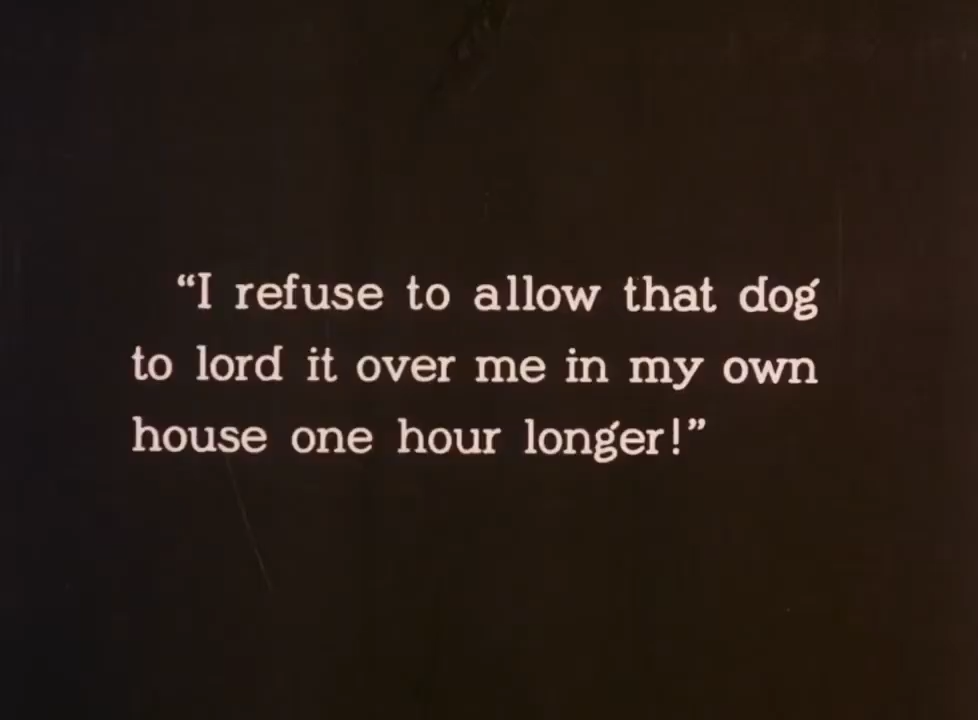 “I refuse to allow that dog
to lord it over me in my own
house one hour longer!”